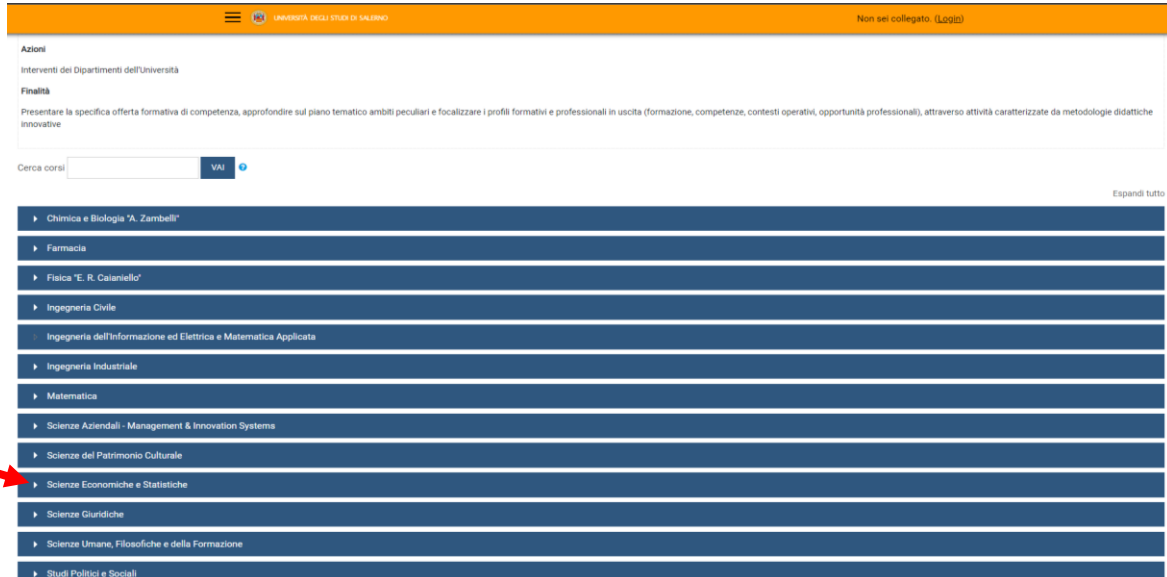 UNIVERSITÀ DEGLI STUDI DI SALERNO
Non sei collegato. (Login)
Azioni
Interventi dei Dipartimenti dell'Università
Finalità
Presentare la specifica offerta formativa di competenza, approfondire sul piano tematico ambiti peculiari e focalizzare i profili formativi e professionali in uscita (formazione, competenze, contesti operativi, opportunità professionali), attraverso attività caratterizzate da metodologie didattiche
innovative
Cerca corsi
VAI
Espandi tutto
Chimica e Biologia "A. Zambelli"
Farmacia
Fisica "E. R. Caianiello"
Ingegneria Civile
Ingegneria dell'Informazione ed Elettrica e Matematica Applicata
Ingegneria Industriale
Matematica
Scienze Aziendali - Management & Innovation Systems
Scienze del Patrimonio Culturale
Scienze Economiche e Statistiche
Scienze Giuridiche
Scienze Umane, Filosofiche e della Formazione
Studi Politici e Sociali